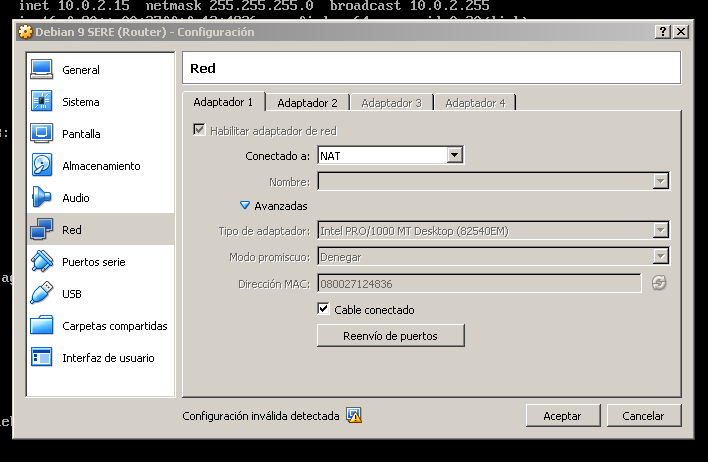 inet 10.0.2.15 netmask 255.255.255.0 broadcast 10.0.2.255
Debian 9 SERE (Router) - Configuración
General
Sistema
Pantalla
Almacenamiento
Audio
Red
Puertos serie
USB
Carpetas compartidas
Interfaz de usuario
Red
Adaptador 1 Adaptador 2 Adaptador 3 Adaptador 4
Habilitar adaptador de red
Conectado a: NAT
Nombre:
Avanzadas
Tipo de adaptador: Intel PRO/1000 MT Desktop (82540EM)
Modo promiscuo: Denegar
Dirección MAC: 080027124836
Cable conectado
Reenvío de puertos
Configuración inválida detectada
Aceptar Cancelar